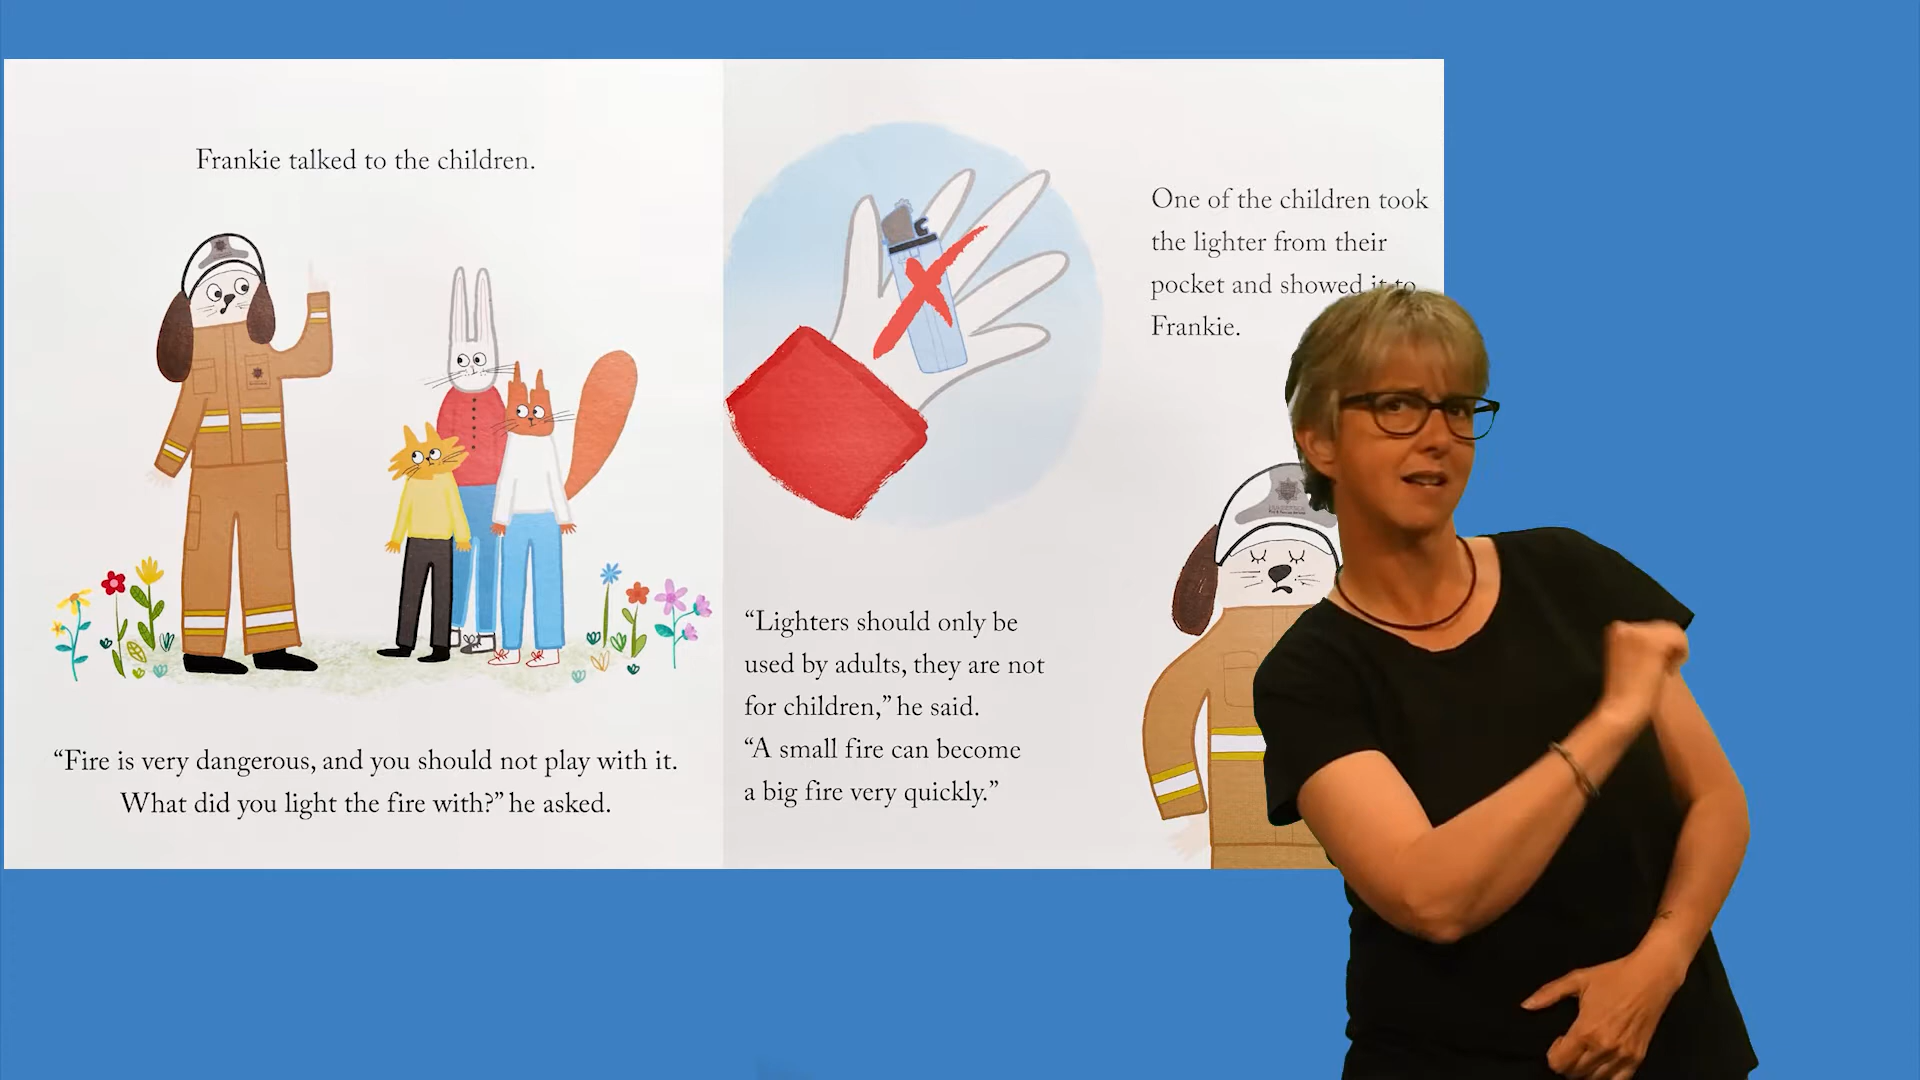 Frankie talked to the children.
“Fire is very dangerous, and you should not play with it.
What did you light the fire with?” he asked.
One of the children took
the lighter from their
pocket and showed it to
Frankie.
“Lighters should only be
used by adults, they are not
for children,” he said.
“A small fire can become
a big fire very quickly.”